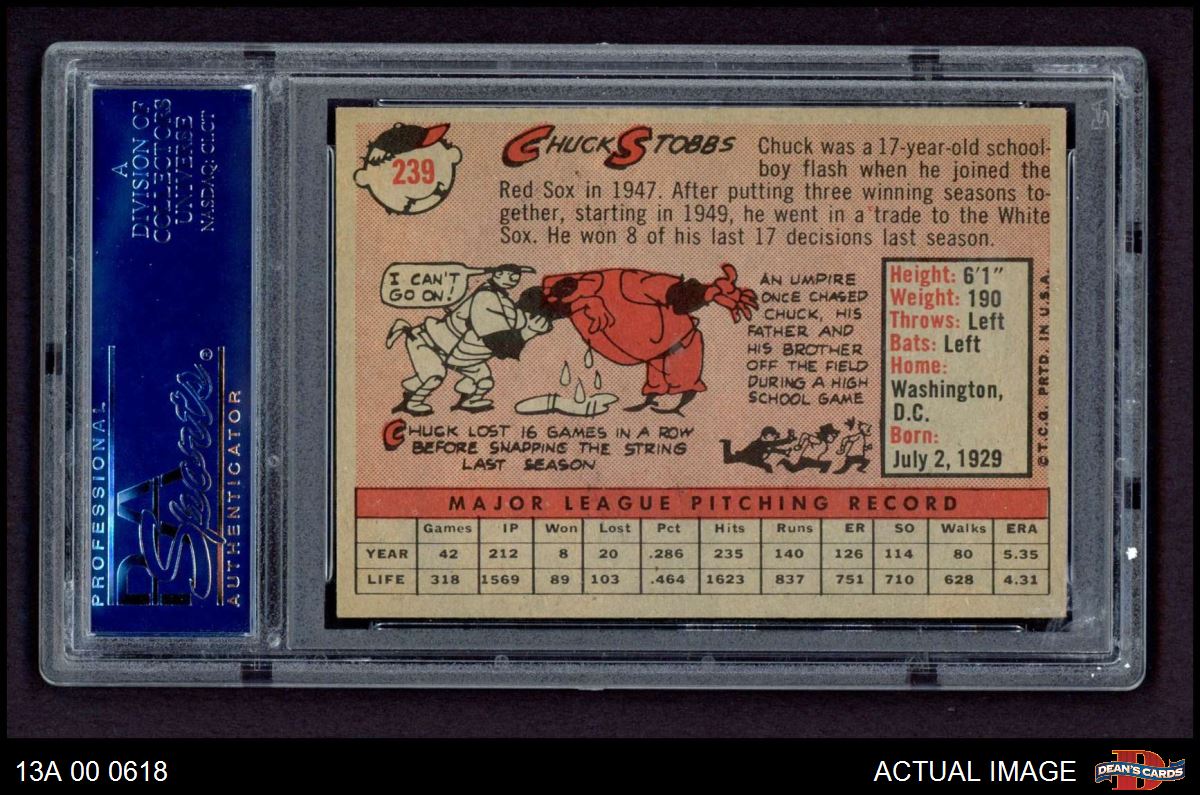 A
DIVISION OF
COLLECTORS
UNIVERSE
NASDAQ: CLCT
PROFESSIONAL
PSA
Sports®
AUTHENTICATOR
239
CHUCK STOBBS
Chuck was a 17-year-old school-
boy flash when he joined the
Red Sox in 1947. After putting three winning seasons to-
gether, starting in 1949, he went in a trade to the White
Sox. He won 8 of his last 17 decisions last season.
I CAN'T
GO ON!
CHUCK LOST 16 GAMES IN A ROW
BEFORE SNAPPING THE STRING
LAST SEASON
AN UMPIRE
ONCE CHASED
CHUCK, HIS
FATHER AND
HIS BROTHER
OFF THE FIELD
DURING A HIGH
SCHOOL GAME
Height: 6'1"
Weight: 190
Throws: Left
Bats: Left
Home:
Washington,
D.C.
Born:
July 2, 1929
©T.C.G. PRTD. IN U.S.A.
MAJOR LEAGUE PITCHING RECORD
Games IP Won Lost Pct Hits Runs ER SO Walks ERA
YEAR 42 212 8 20 .286 235 140 126 114 80 5.35
LIFE 318 1569 89 103 .464 1623 837 751 710 628 4.31
13A 00 0618
ACTUAL IMAGE
D
DEAN'S CARDS